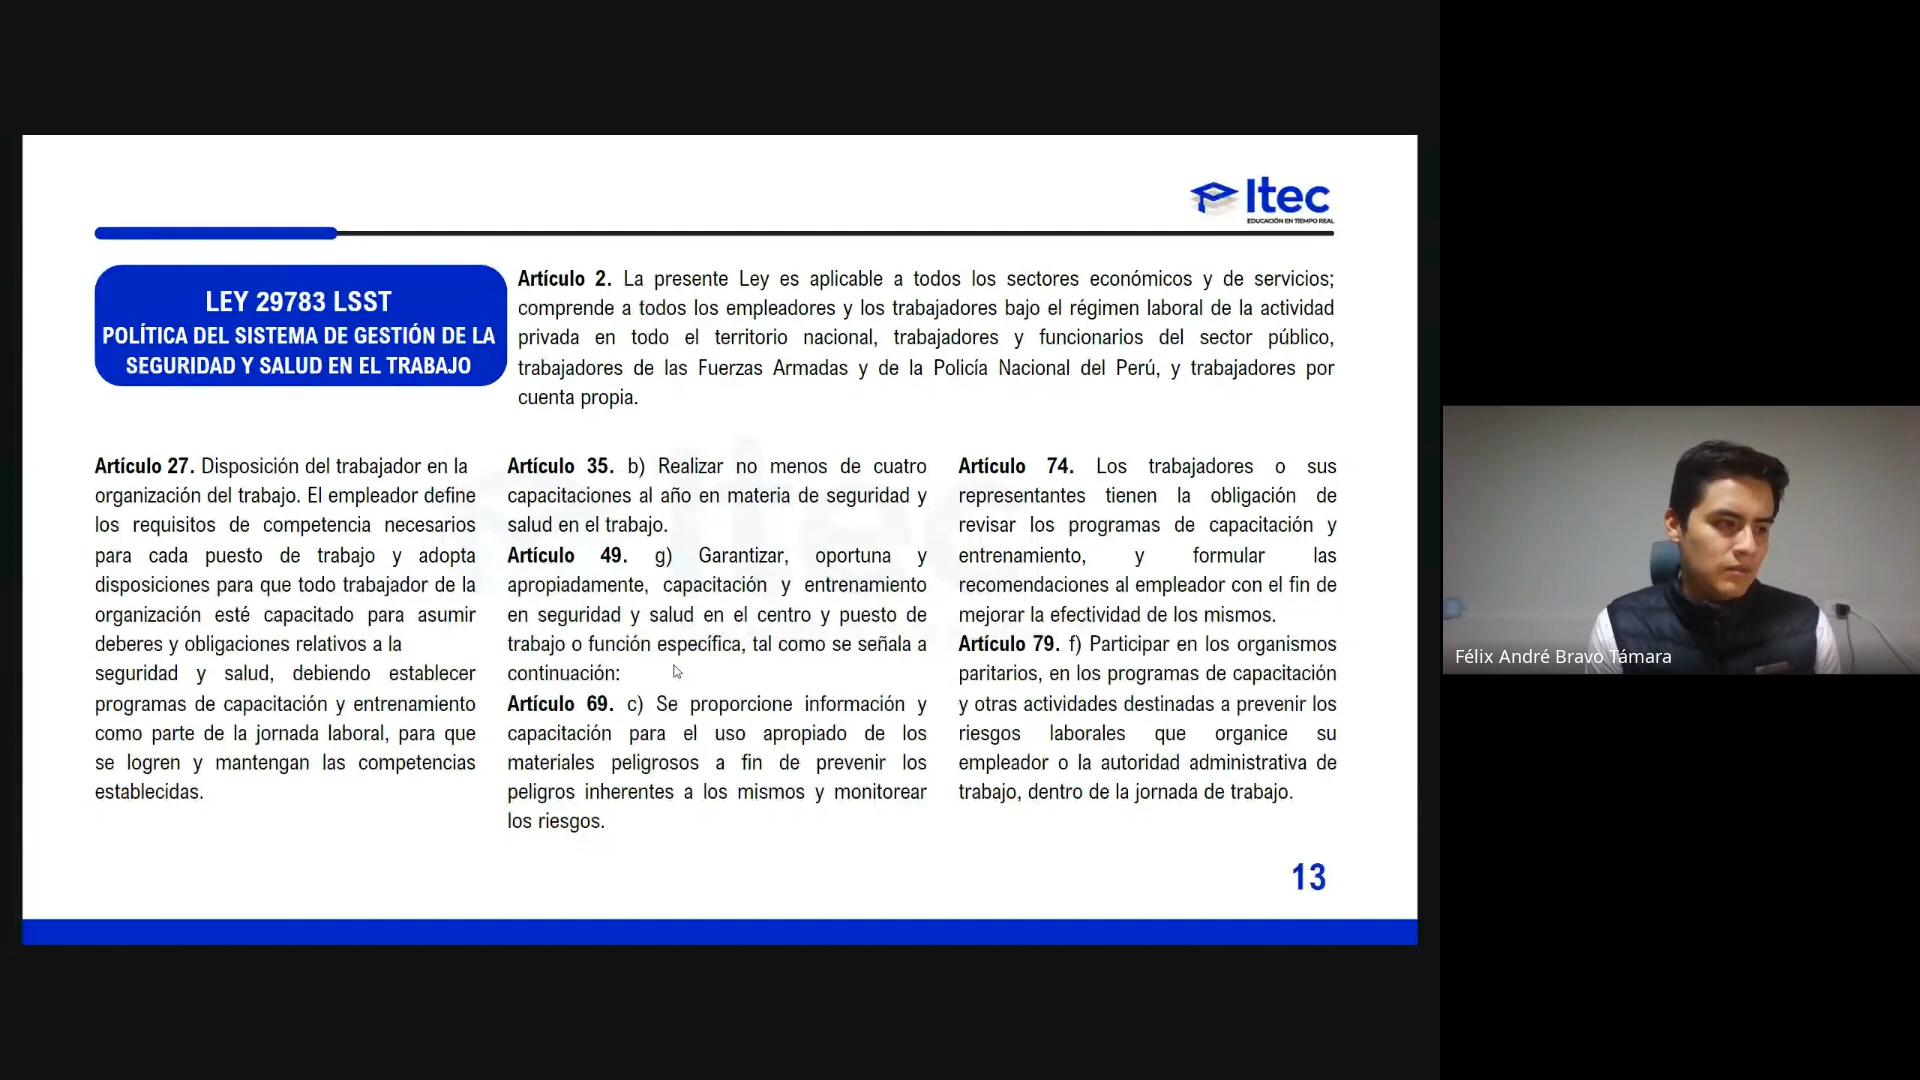 Itec
EDUCACIÓN EN TIEMPO REAL
LEY 29783 LSST
POLÍTICA DEL SISTEMA DE GESTIÓN DE LA
SEGURIDAD Y SALUD EN EL TRABAJO
Artículo 2. La presente Ley es aplicable a todos los sectores económicos y de servicios;
comprende a todos los empleadores y los trabajadores bajo el régimen laboral de la actividad
privada en todo el territorio nacional, trabajadores y funcionarios del sector público,
trabajadores de las Fuerzas Armadas y de la Policía Nacional del Perú, y trabajadores por
cuenta propia.
Artículo 27. Disposición del trabajador en la
organización del trabajo. El empleador define
los requisitos de competencia necesarios
para cada puesto de trabajo y adopta
disposiciones para que todo trabajador de la
organización esté capacitado para asumir
deberes y obligaciones relativos a la
seguridad y salud, debiendo establecer
programas de capacitación y entrenamiento
como parte de la jornada laboral, para que
se logren y mantengan las competencias
establecidas.
Artículo 35. b) Realizar no menos de cuatro
capacitaciones al año en materia de seguridad y
salud en el trabajo.
Artículo 49. g) Garantizar, oportuna y
apropiadamente, capacitación y entrenamiento
en seguridad y salud en el centro y puesto de
trabajo o función específica, tal como se señala a
continuación:
Artículo 69. c) Se proporcione información y
capacitación para el uso apropiado de los
materiales peligrosos a fin de prevenir los
peligros inherentes a los mismos y monitorear
los riesgos.
Artículo 74. Los trabajadores o sus
representantes tienen la obligación de
revisar los programas de capacitación y
entrenamiento, y formular las
recomendaciones al empleador con el fin de
mejorar la efectividad de los mismos.
Artículo 79. f) Participar en los organismos
paritarios, en los programas de capacitación
y otras actividades destinadas a prevenir los
riesgos laborales que organice su
empleador o la autoridad administrativa de
trabajo, dentro de la jornada de trabajo.
13
Félix André Bravo Támara